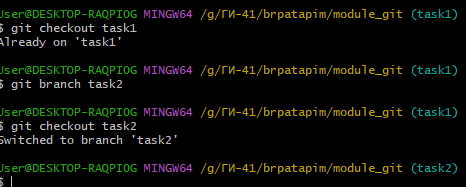 User@DESKTOP-RAQPIOG MINGW64 /g/ГИ-41/brpatapim/module_git (task1)
$ git checkout task1
Already on 'task1'
User@DESKTOP-RAQPIOG MINGW64 /g/ГИ-41/brpatapim/module_git (task1)
$ git branch task2
User@DESKTOP-RAQPIOG MINGW64 /g/ГИ-41/brpatapim/module_git (task1)
$ git checkout task2
Switched to branch 'task2'
User@DESKTOP-RAQPIOG MINGW64 /g/ГИ-41/brpatapim/module_git (task2)
$